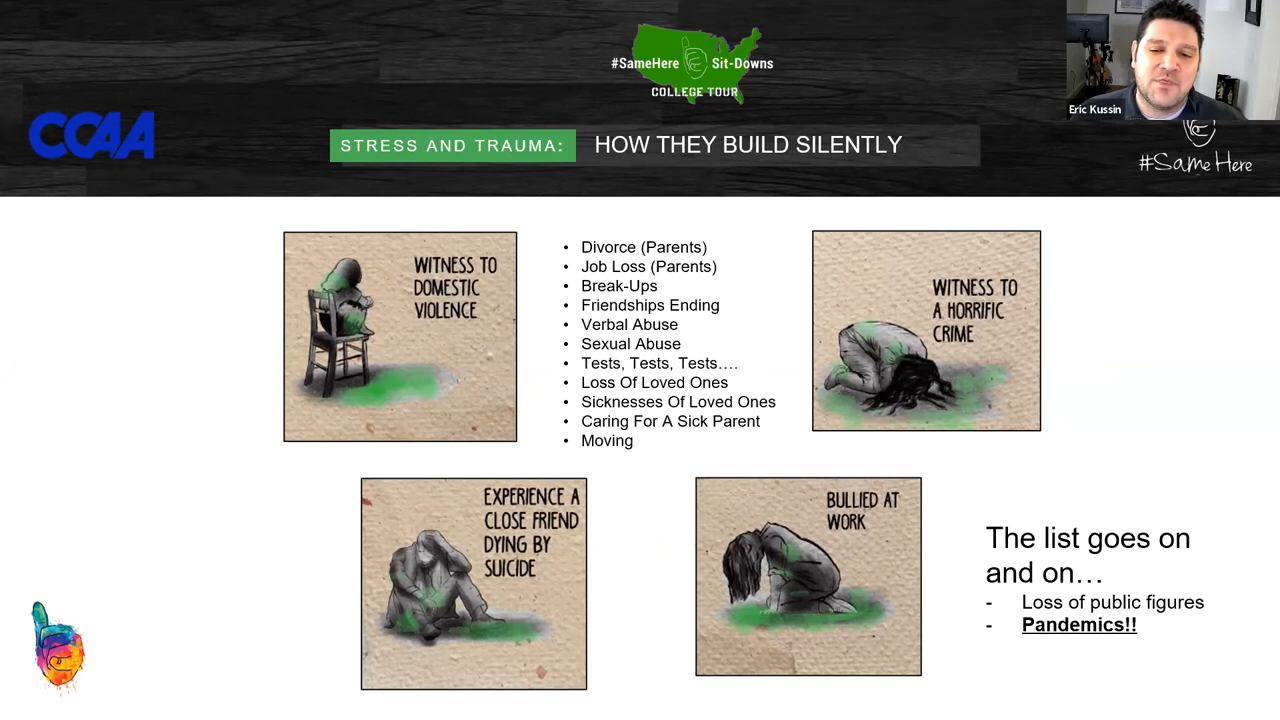 #SameHere Sit-Downs
COLLEGE TOUR
Eric Kussin
CCAA
STRESS AND TRAUMA: HOW THEY BUILD SILENTLY
#SameHere
WITNESS TO
DOMESTIC
VIOLENCE
• Divorce (Parents)
• Job Loss (Parents)
• Break-Ups
• Friendships Ending
• Verbal Abuse
• Sexual Abuse
• Tests, Tests, Tests….
• Loss Of Loved Ones
• Sicknesses Of Loved Ones
• Caring For A Sick Parent
• Moving
WITNESS TO
A HORRIFIC
CRIME
EXPERIENCE A
CLOSE FRIEND
DYING BY
SUICIDE
BULLIED AT
WORK
The list goes on
and on…
- Loss of public figures
- Pandemics!!